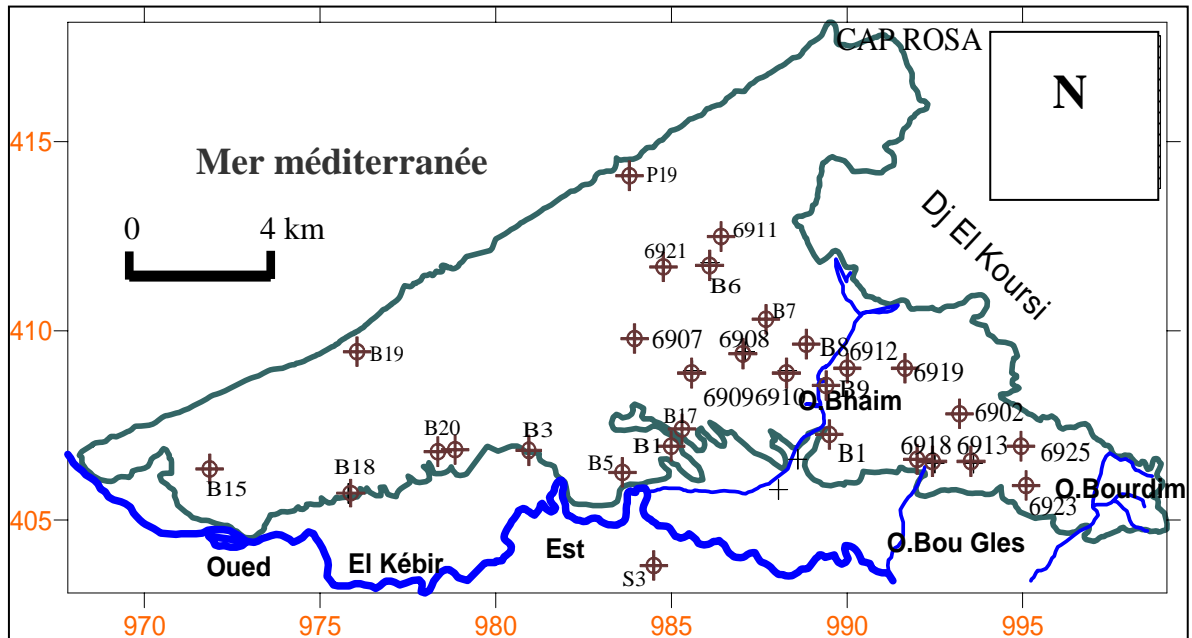 CAP ROSA
N
415
Mer méditerranée
P19
0 4 km
6911
6921
B6
Dj El Koursi
B7
410
6907
6908
B8
6912
B19
6919
6909
6910
B9
O.Bhaim
6902
B17
B20
B3
B1
B1
6918
6913
6925
B5
B18
B15
O.Bourdim
6923
405
Oued
El Kébir
Est
O.Bou Gles
S3
970 975 980 985 990 995